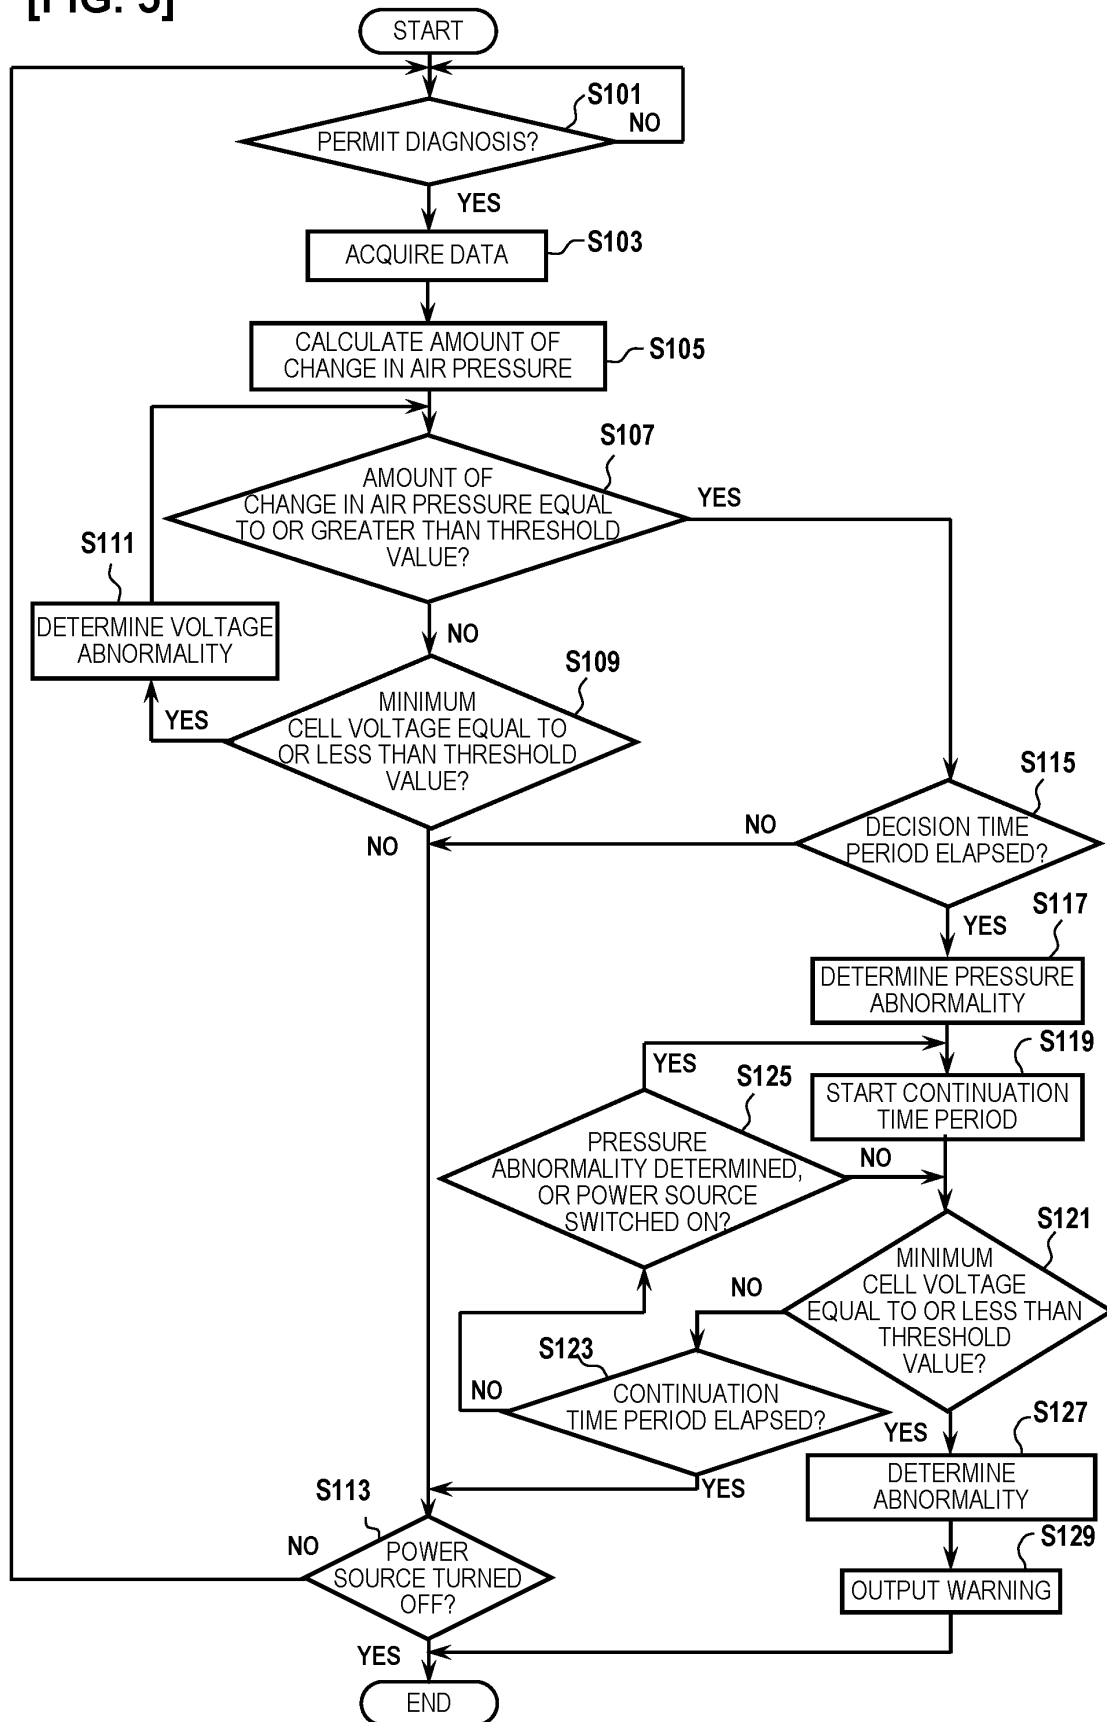 START
S101
NO
PERMIT DIAGNOSIS?
YES
ACQUIRE DATA
S103
CALCULATE AMOUNT OF
CHANGE IN AIR PRESSURE
S105
S107
AMOUNT OF
CHANGE IN AIR PRESSURE EQUAL
TO OR GREATER THAN THRESHOLD
VALUE?
YES
S111
DETERMINE VOLTAGE
ABNORMALITY
NO
S109
MINIMUM
CELL VOLTAGE EQUAL TO
OR LESS THAN THRESHOLD
VALUE?
YES
NO
S115
DECISION TIME
PERIOD ELAPSED?
NO
YES
S117
DETERMINE PRESSURE
ABNORMALITY
S119
START CONTINUATION
TIME PERIOD
YES
S125
PRESSURE
ABNORMALITY DETERMINED,
OR POWER SOURCE
SWITCHED ON?
NO
S121
MINIMUM
CELL VOLTAGE
EQUAL TO OR LESS THAN
THRESHOLD
VALUE?
NO
S123
CONTINUATION
TIME PERIOD ELAPSED?
NO
YES
YES
S127
DETERMINE
ABNORMALITY
S129
OUTPUT WARNING
S113
POWER
SOURCE TURNED
OFF?
NO
YES
END